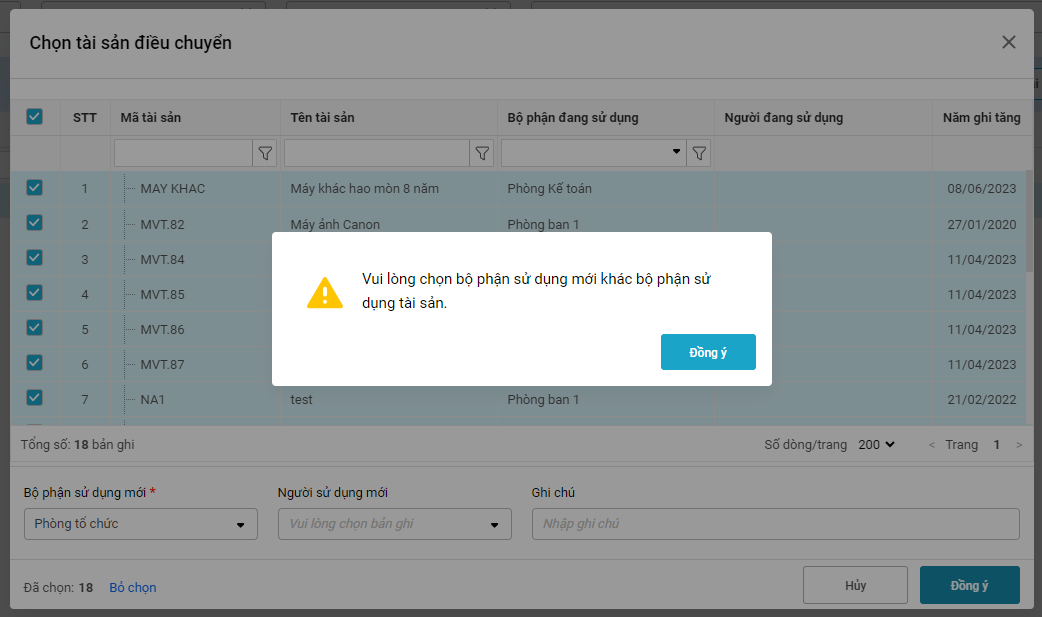 Chọn tài sản điều chuyển
STT Mã tài sản Tên tài sản Bộ phận đang sử dụng Người đang sử dụng Năm ghi tăng
1 MAY KHAC Máy khác hao mòn 8 năm Phòng Kế toán 08/06/2023
2 MVT.82 Máy ảnh Canon Phòng ban 1 27/01/2020
3 MVT.84 11/04/2023
4 MVT.85 11/04/2023
5 MVT.86 11/04/2023
6 MVT.87 11/04/2023
7 NA1 test Phòng ban 1 21/02/2022
Vui lòng chọn bộ phận sử dụng mới khác bộ phận sử
dụng tài sản.
Đồng ý
Tổng số: 18 bản ghi Số dòng/trang 200 < Trang 1 >
Bộ phận sử dụng mới * Người sử dụng mới Ghi chú
Phòng tổ chức Vui lòng chọn bản ghi Nhập ghi chú
Đã chọn: 18 Bỏ chọn Hủy Đồng ý